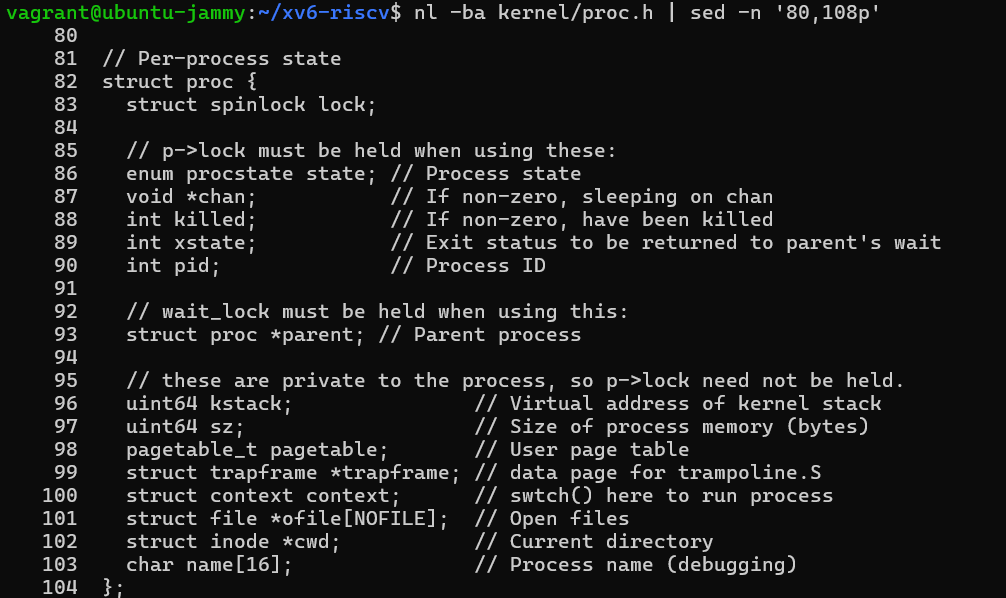 vagrant@ubuntu-jammy:~/xv6-riscv$ nl -ba kernel/proc.h | sed -n '80,108p'
    80
    81  // Per-process state
    82  struct proc {
    83    struct spinlock lock;
    84
    85    // p->lock must be held when using these:
    86    enum procstate state; // Process state
    87    void *chan;           // If non-zero, sleeping on chan
    88    int killed;           // If non-zero, have been killed
    89    int xstate;           // Exit status to be returned to parent's wait
    90    int pid;              // Process ID
    91
    92    // wait_lock must be held when using this:
    93    struct proc *parent; // Parent process
    94
    95    // these are private to the process, so p->lock need not be held.
    96    uint64 kstack;               // Virtual address of kernel stack
    97    uint64 sz;                   // Size of process memory (bytes)
    98    pagetable_t pagetable;       // User page table
    99    struct trapframe *trapframe; // data page for trampoline.S
   100    struct context context;      // swtch() here to run process
   101    struct file *ofile[NOFILE];  // Open files
   102    struct inode *cwd;           // Current directory
   103    char name[16];               // Process name (debugging)
   104  };